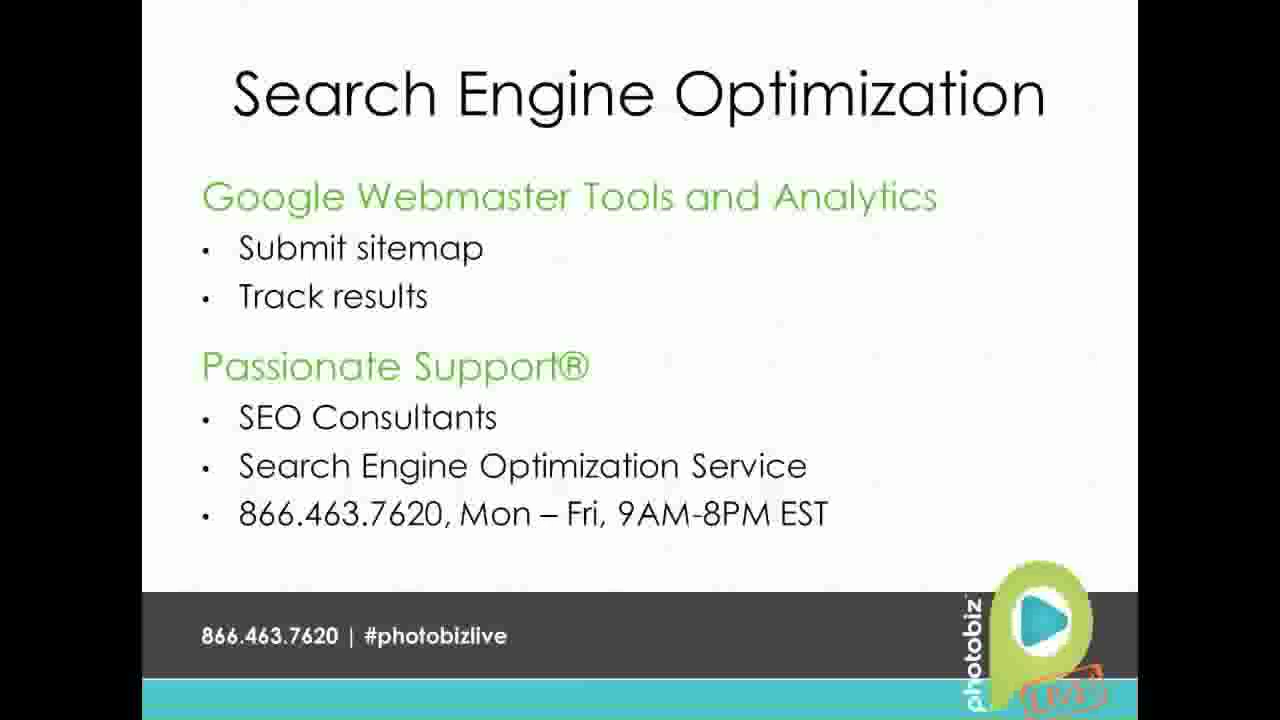 Search Engine Optimization
Google Webmaster Tools and Analytics
• Submit sitemap
• Track results
Passionate Support®
• SEO Consultants
• Search Engine Optimization Service
• 866.463.7620, Mon – Fri, 9AM-8PM EST
866.463.7620 | #photobizlive
photobiz
LIVE